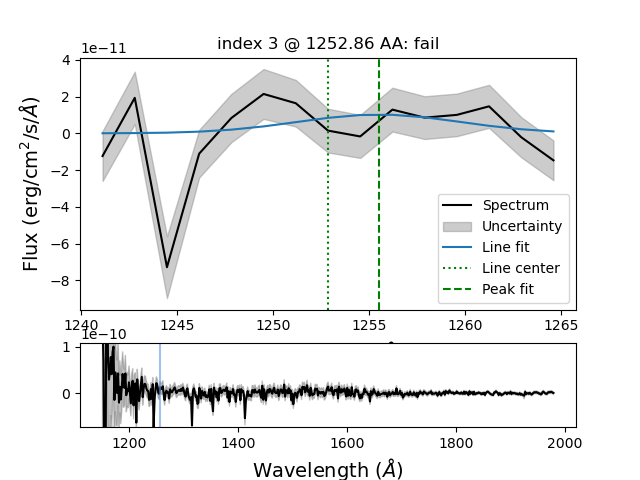 index 3 @ 1252.86 AA: fail
1e−11
4
2
0
−2
−4
−6
−8
Flux (erg/cm²/s/Å)
Spectrum
Uncertainty
Line fit
Line center
Peak fit
1240 1245 1250 1255 1260 1265
1e−10
1
0
1200 1400 1600 1800 2000
Wavelength (Å)